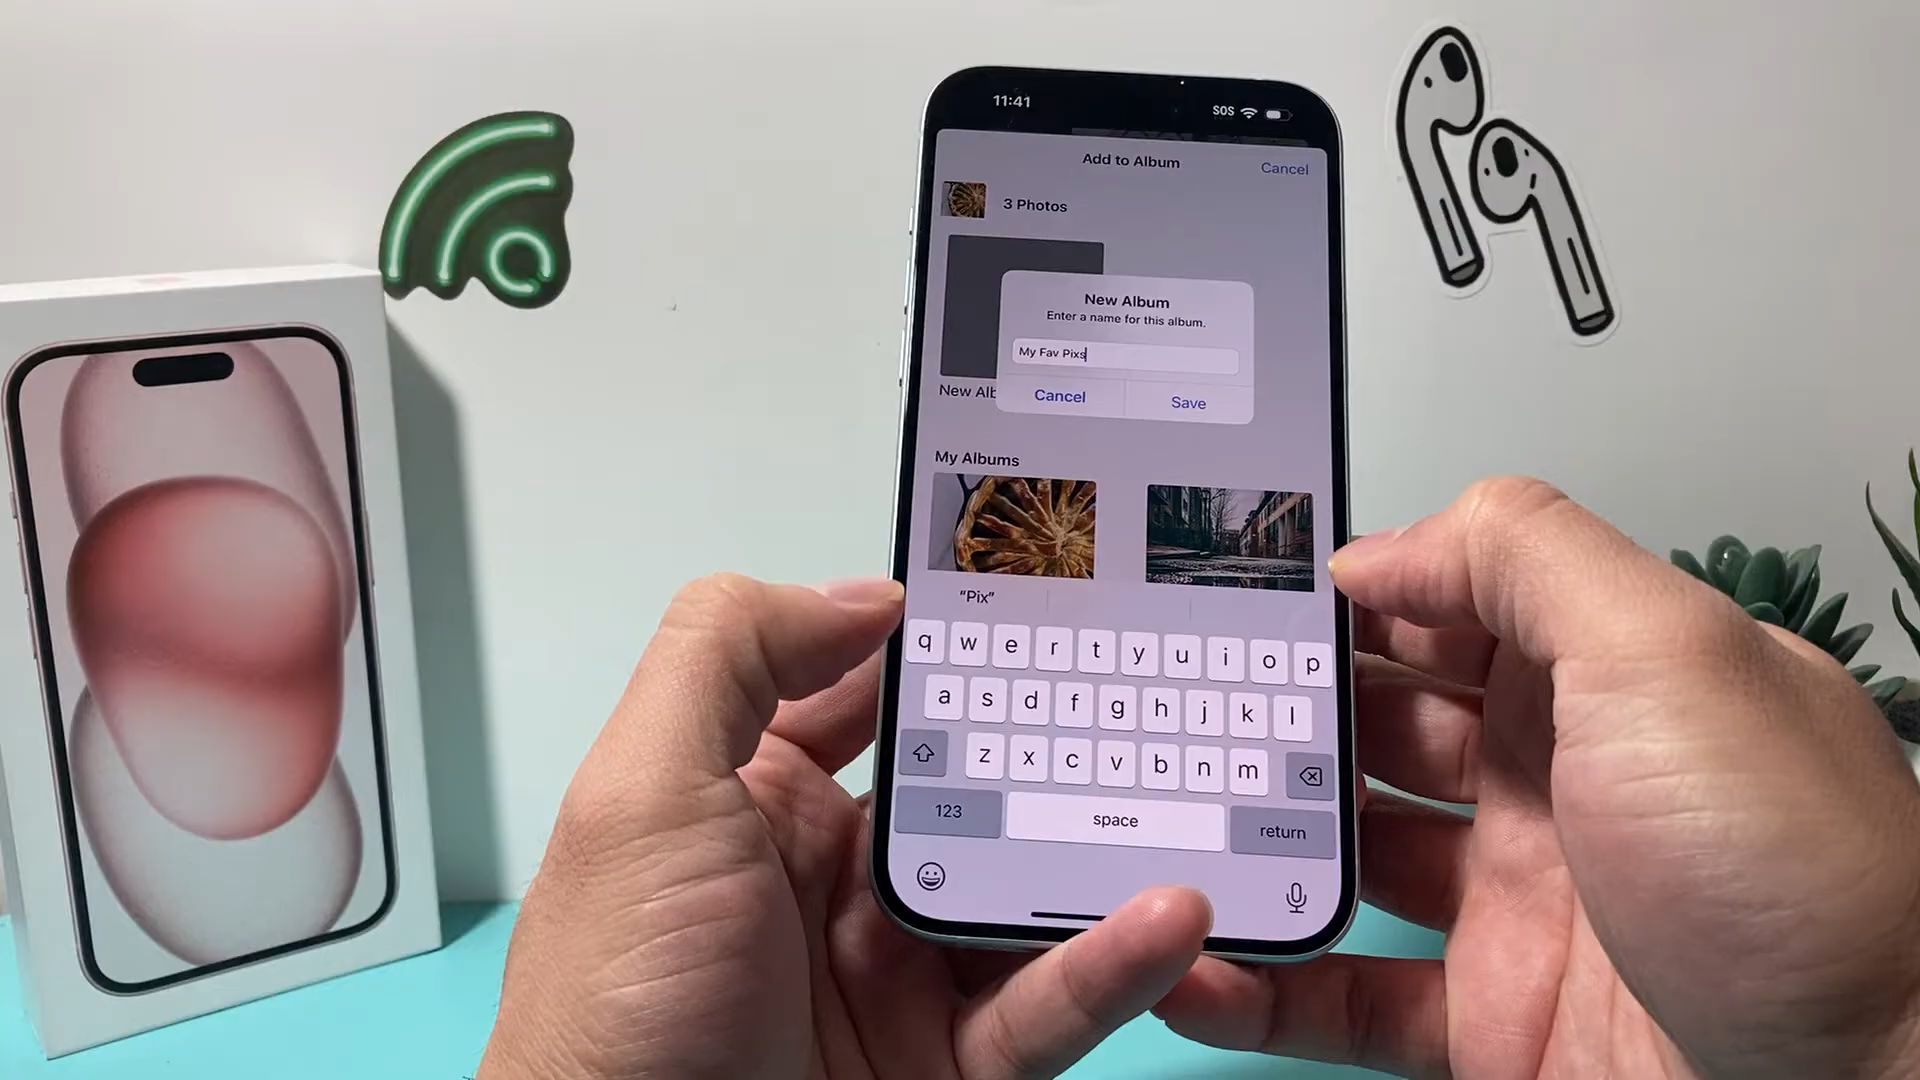 11:41
SOS
Add to Album
Cancel
3 Photos
New Album
Enter a name for this album.
My Fav Pixs
Cancel
Save
New Alb
My Albums
“Pix”
q w e r t y u i o p
a s d f g h j k l
z x c v b n m
123
space
return